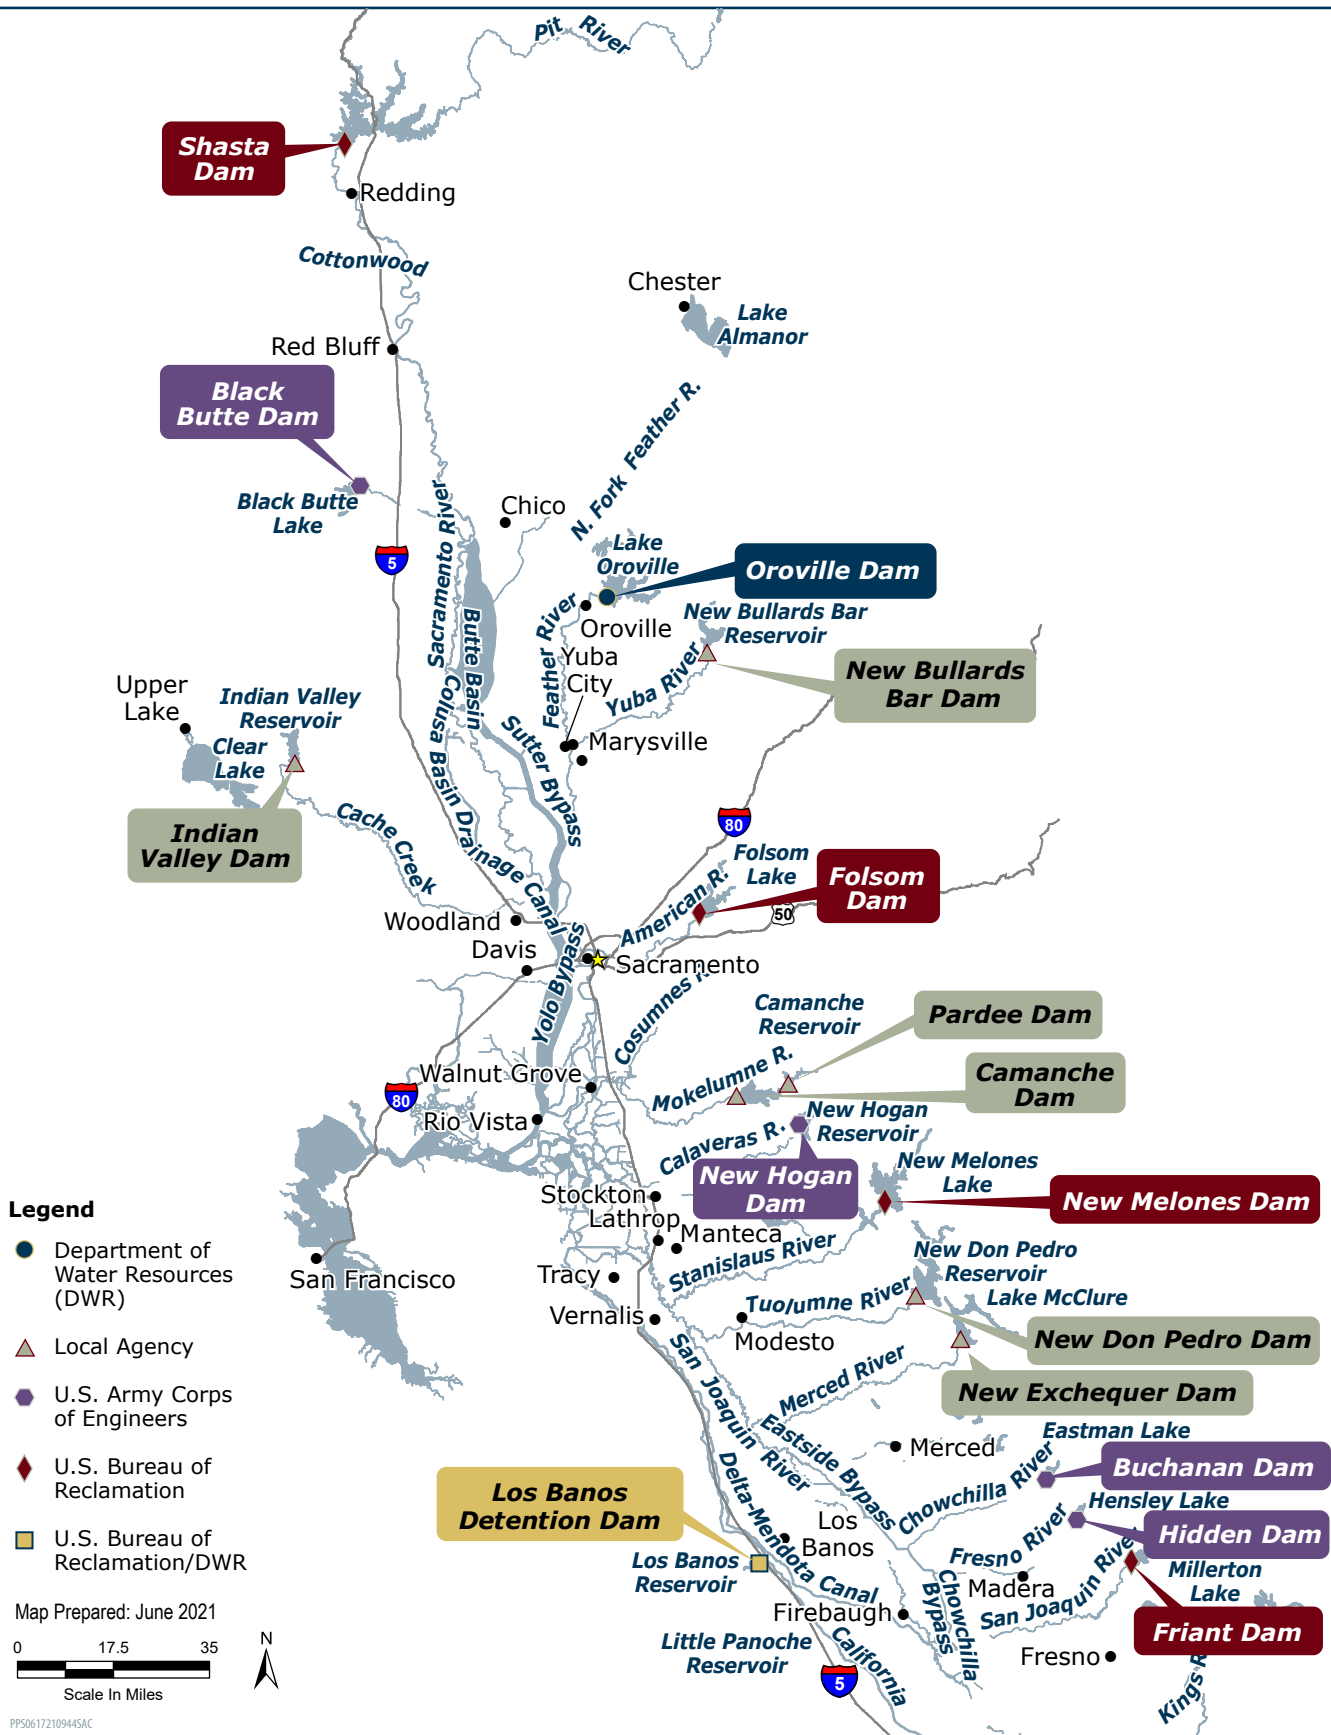 Pit River
Shasta
Dam
Redding
Cottonwood
Chester
Lake
Almanor
Red Bluff
Black
Butte Dam
N. Fork Feather R.
Black Butte
Lake
Sacramento River
Chico
5
Lake
Oroville
Oroville Dam
Feather River
Oroville
New Bullards Bar
Reservoir
Butte Basin
Yuba
City
Yuba River
New Bullards
Bar Dam
Upper
Lake
Indian Valley
Reservoir
Clear
Lake
Colusa Basin Drainage Canal
Sutter Bypass
Marysville
Indian
Valley Dam
Cache Creek
80
Folsom
Lake
Folsom
Dam
American R.
50
Woodland
Davis
Sacramento
Yolo Bypass
Cosumnes R
Camanche
Reservoir
Pardee Dam
Walnut Grove
Mokelumne R.
Camanche
Dam
80
Rio Vista
New Hogan
Reservoir
Calaveras R.
New Hogan
Dam
New Melones
Lake
New Melones Dam
Stockton
Lathrop
Manteca
Stanislaus River
New Don Pedro
Reservoir
San Francisco
Tracy
Tuo/umne River
Lake McClure
Vernalis
Modesto
New Don Pedro Dam
San Joaquin River
Merced River
New Exchequer Dam
Eastside Bypass
Merced
Eastman Lake
Delta-Mendota Canal
Chowchilla River
Buchanan Dam
Los Banos
Detention Dam
Hensley Lake
Los
Banos
Fresno River
Hidden Dam
Los Banos
Reservoir
Madera
San Joaquin River
Millerton
Lake
Chowchilla
Bypass
Firebaugh
Friant Dam
Little Panoche
Reservoir
California
Fresno
5
Kings R
Legend
Department of
Water Resources
(DWR)
Local Agency
U.S. Army Corps
of Engineers
U.S. Bureau of
Reclamation
U.S. Bureau of
Reclamation/DWR
Map Prepared: June 2021
0 17.5 35
Scale In Miles
N
PPS0617210944SAC